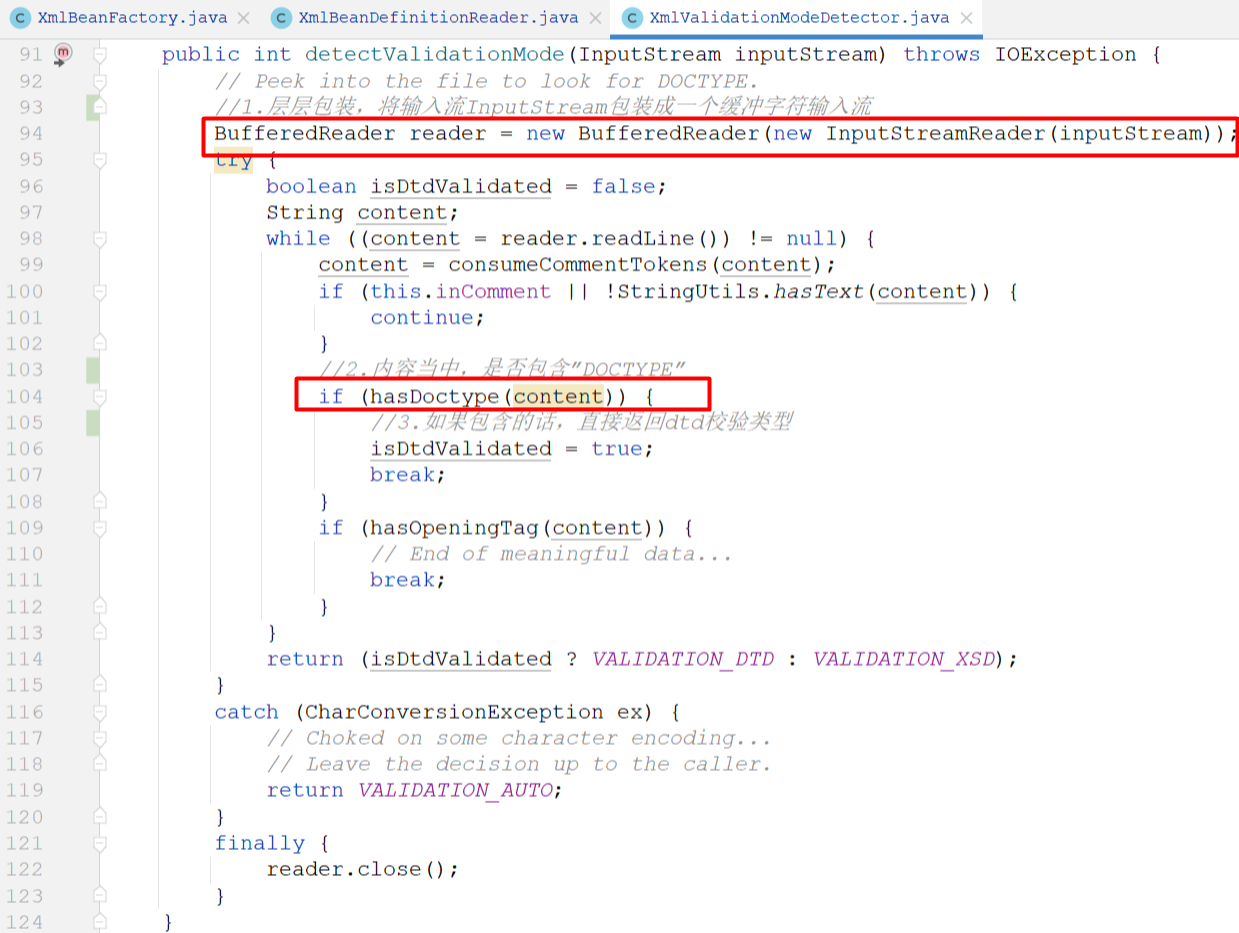 C XmlBeanFactory.java × C XmlBeanDefinitionReader.java × C XmlValidationModeDetector.java ×
91 m public int detectValidationMode(InputStream inputStream) throws IOException {
92 // Peek into the file to look for DOCTYPE.
93 //1.层层包装，将输入流InputStream包装成一个缓冲字符输入流
94 BufferedReader reader = new BufferedReader(new InputStreamReader(inputStream));
95 try {
96 boolean isDtdValidated = false;
97 String content;
98 while ((content = reader.readLine()) != null) {
99 content = consumeCommentTokens(content);
100 if (this.inComment || !StringUtils.hasText(content)) {
101 continue;
102 }
103 //2.内容当中，是否包含"DOCTYPE"
104 if (hasDoctype(content)) {
105 //3.如果包含的话，直接返回dtd校验类型
106 isDtdValidated = true;
107 break;
108 }
109 if (hasOpeningTag(content)) {
110 // End of meaningful data...
111 break;
112 }
113 }
114 return (isDtdValidated ? VALIDATION_DTD : VALIDATION_XSD);
115 }
116 catch (CharConversionException ex) {
117 // Choked on some character encoding...
118 // Leave the decision up to the caller.
119 return VALIDATION_AUTO;
120 }
121 finally {
122 reader.close();
123 }
124 }